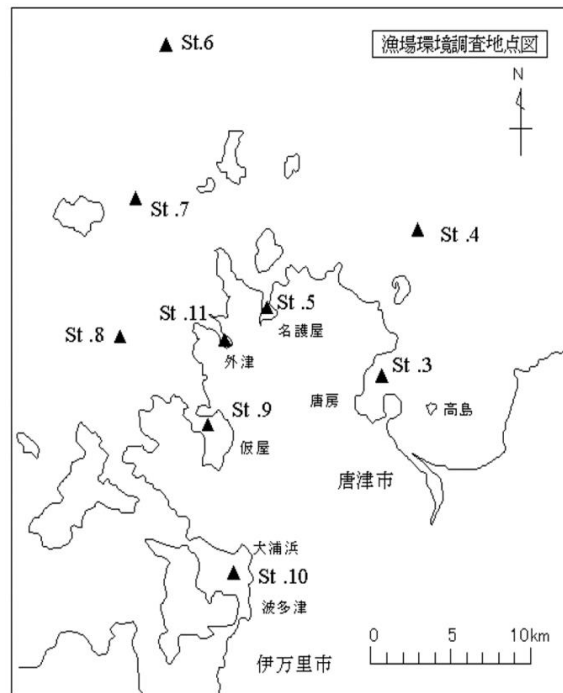 St.6
漁場環境調査地点図
N
St .7
St .4
St .5
名護屋
St .11
外津
St .8
St .3
唐房
高島
St .9
仮屋
唐津市
大浦浜
St .10
波多津
伊万里市
0 5 10km